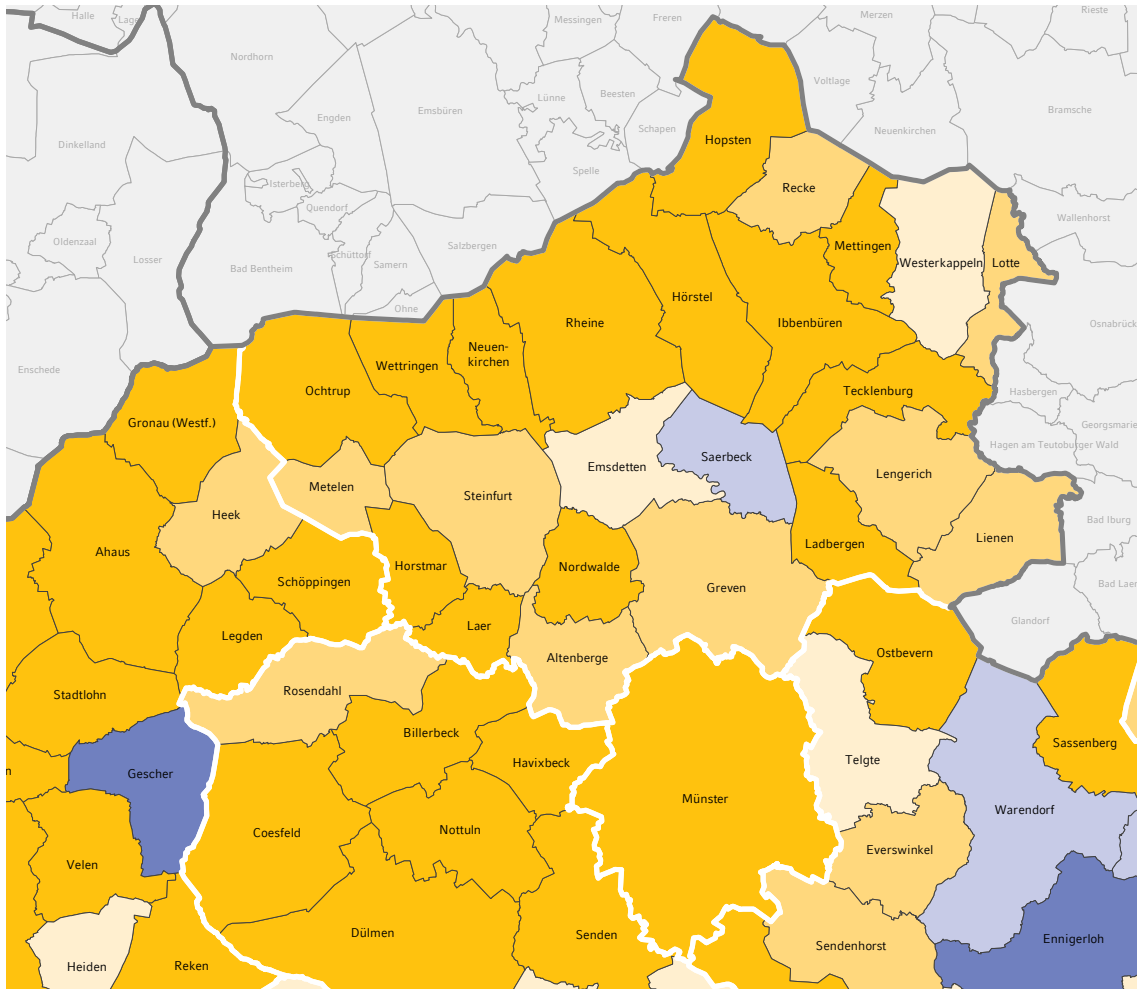 Halle
Lage
Messingen
Freren
Merzen
Rieste
Nordhorn
Voltlage
Lünne
Beesten
Bramsche
Emsbüren
Engden
Schapen
Neuenkirchen
Dinkelland
Hopsten
Spelle
Isterberg
Recke
Quendorf
Wallenhorst
Oldenzaal
Salzbergen
Mettingen
Losser
Schüttorf
Samern
Westerkappeln
Lotte
Bad Bentheim
Hörstel
Ohne
Rheine
Ibbenbüren
Osnabrück
Neuen-
kirchen
Wettringen
Enschede
Ochtrup
Tecklenburg
Hasbergen
Gronau (Westf.)
Georgsmarie
Hagen am Teutoburger Wald
Saerbeck
Emsdetten
Lengerich
Metelen
Steinfurt
Heek
Bad Iburg
Lienen
Ladbergen
Ahaus
Horstmar
Nordwalde
Schöppingen
Bad Laer
Greven
Glandorf
Laer
Legden
Ostbevern
Altenberge
Rosendahl
Stadtlohn
Billerbeck
Sassenberg
Telgte
Havixbeck
n
Gescher
Münster
Warendorf
Nottuln
Coesfeld
Everswinkel
Velen
Dülmen
Senden
Ennigerloh
Sendenhorst
Heiden
Reken